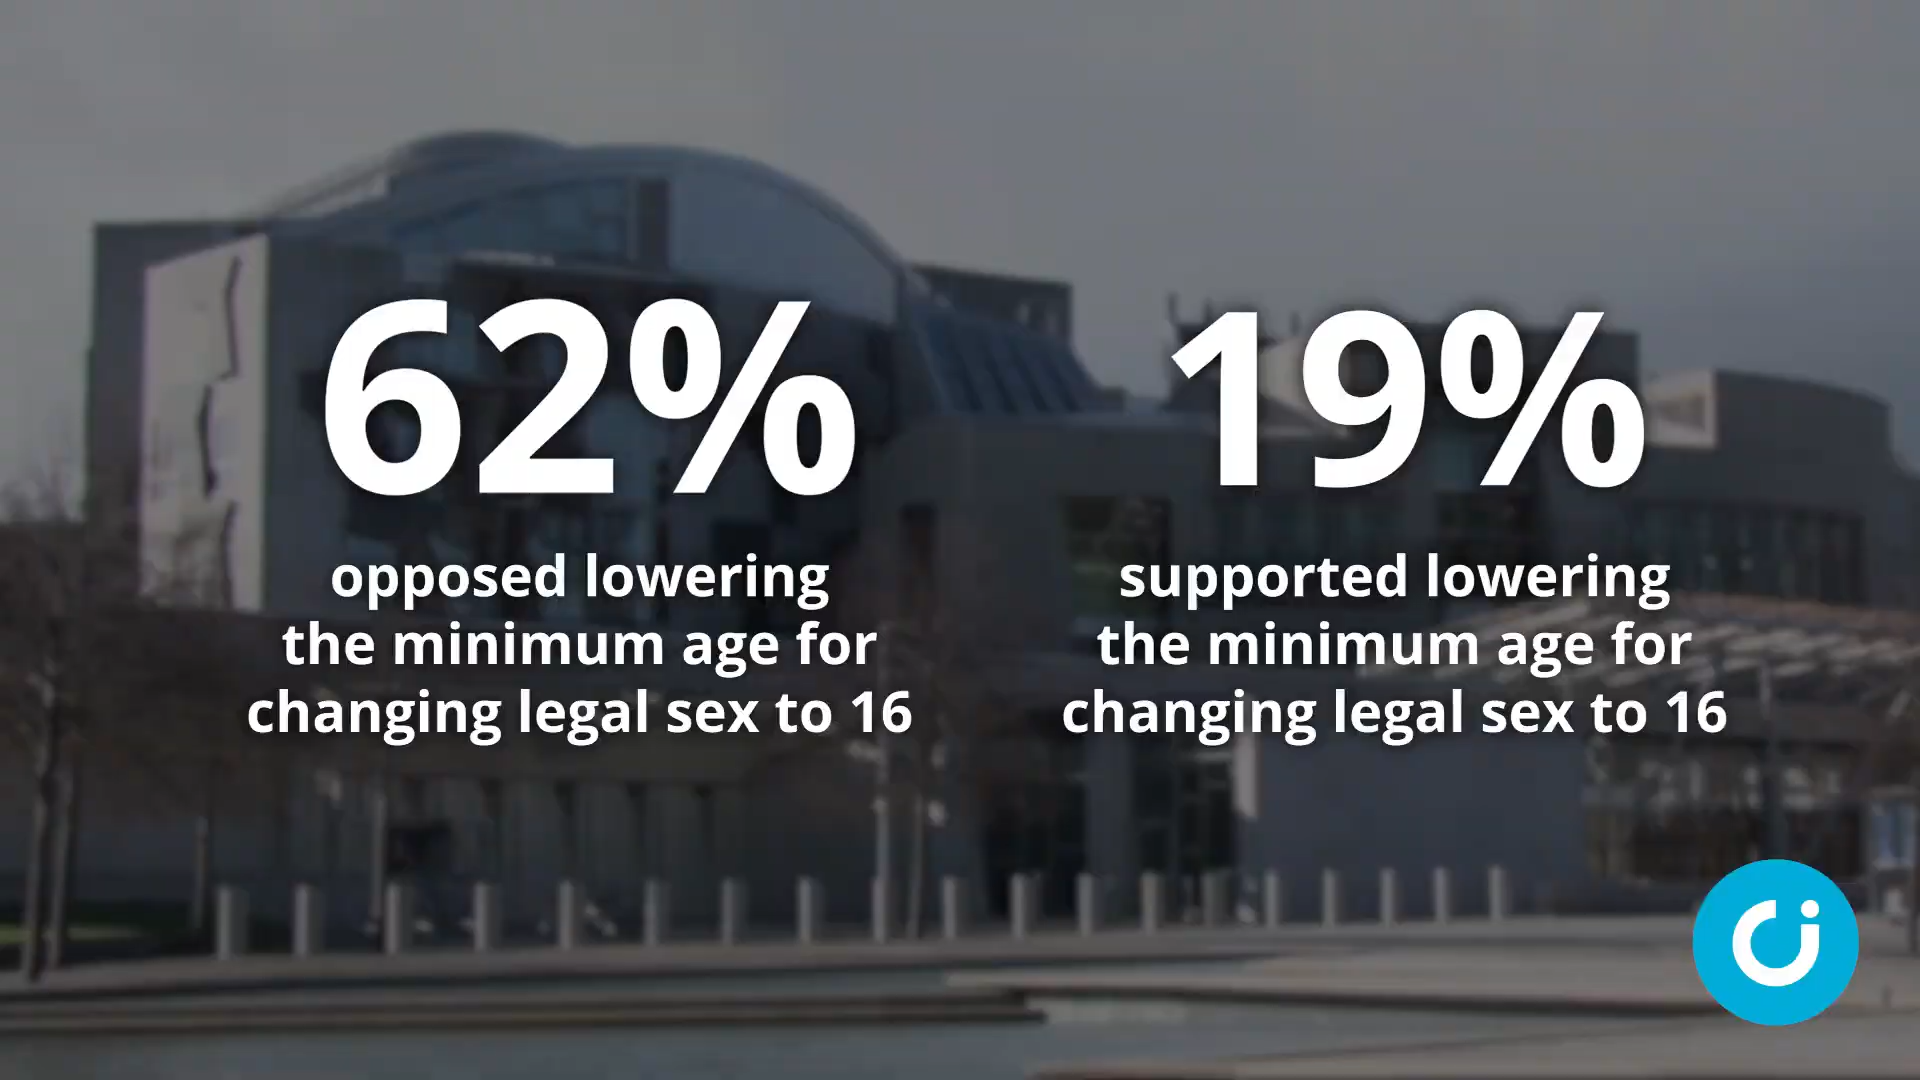 62%
opposed lowering
the minimum age for
changing legal sex to 16
19%
supported lowering
the minimum age for
changing legal sex to 16